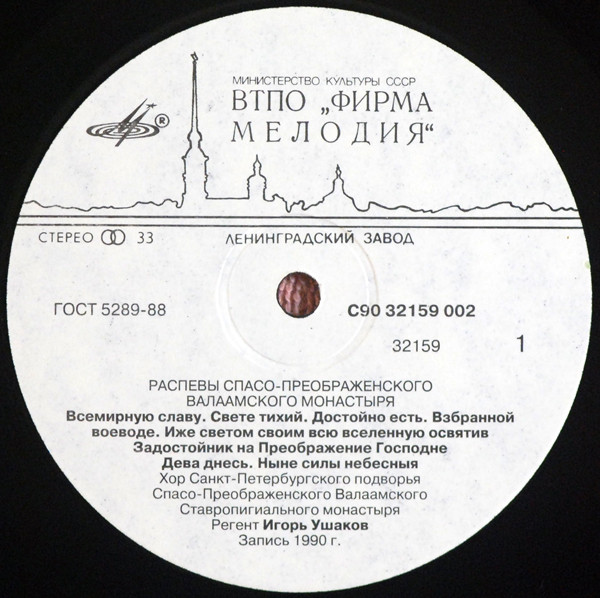 МИНИСТЕРСТВО КУЛЬТУРЫ СССР
ВТПО „ФИРМА
МЕЛОДИЯ“
®
СТЕРЕО 33
ЛЕНИНГРАДСКИЙ ЗАВОД
ГОСТ 5289-88
С90 32159 002
32159
1
РАСПЕВЫ СПАСО-ПРЕОБРАЖЕНСКОГО
ВАЛААМСКОГО МОНАСТЫРЯ
Всемирную славу. Свете тихий. Достойно есть. Взбранной
воеводе. Иже светом своим всю вселенную освятив
Задостойник на Преображение Господне
Дева днесь. Ныне силы небесныя
Хор Санкт-Петербургского подворья
Спасо-Преображенского Валаамского
Ставропигиального монастыря
Регент Игорь Ушаков
Запись 1990 г.